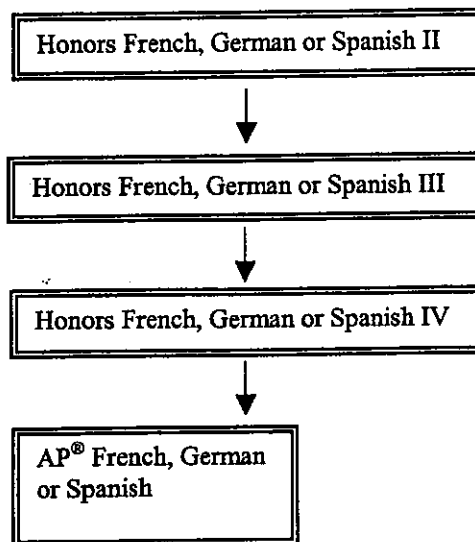 Honors French, German or Spanish II
Honors French, German or Spanish III
Honors French, German or Spanish IV
AP® French, German
or Spanish